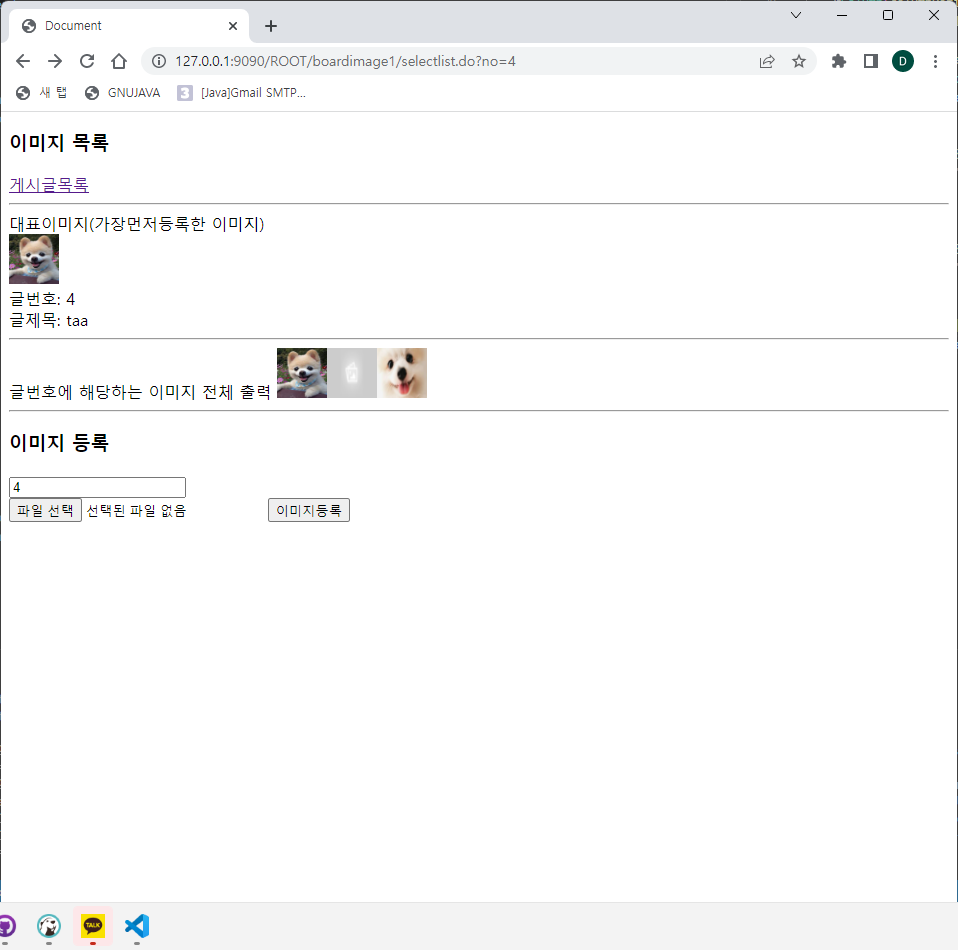 Document
127.0.0.1:9090/ROOT/boardimage1/selectlist.do?no=4
D
새 탭 GNUJAVA 3 [Java]Gmail SMTP...
이미지 목록
게시글목록
대표이미지(가장먼저등록한 이미지)
글번호: 4
글제목: taa
글번호에 해당하는 이미지 전체 출력
이미지 등록
4
파일 선택 선택된 파일 없음 이미지등록
TALK